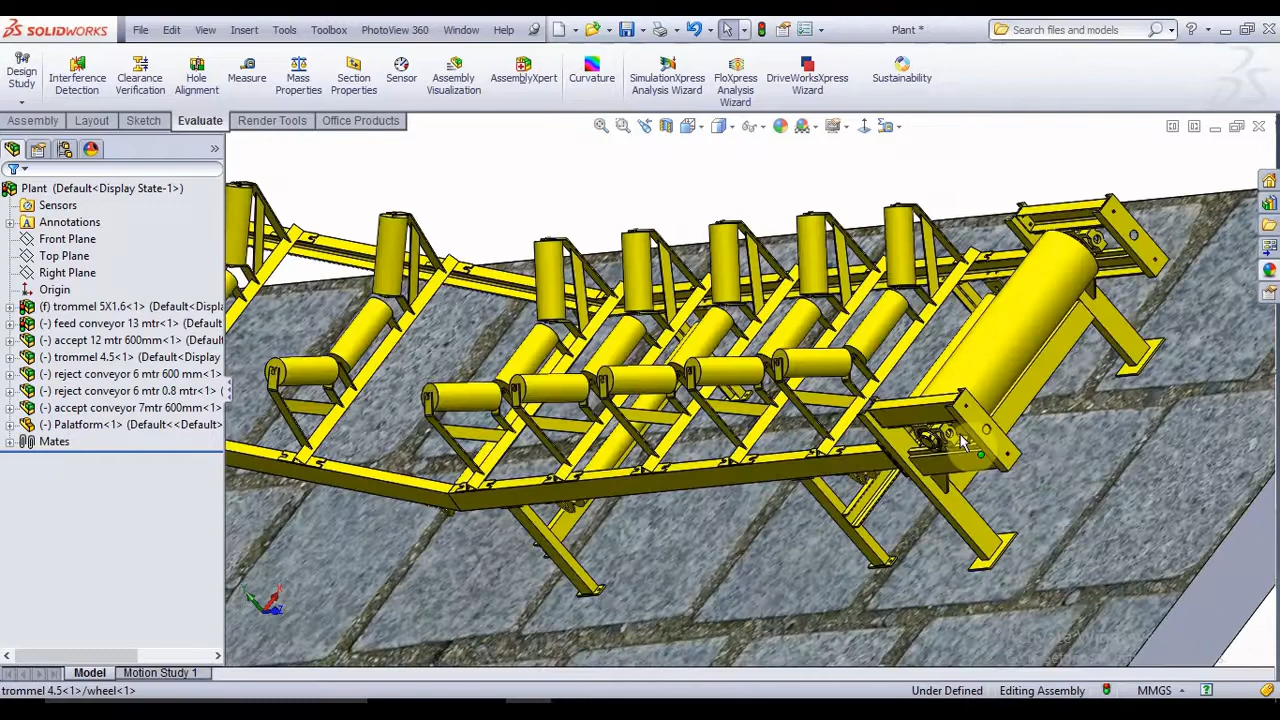 SOLIDWORKS File Edit View Insert Tools Toolbox PhotoView 360 Window Help Plant * Search files and models
Design Study
Interference Detection
Clearance Verification
Hole Alignment
Measure
Mass Properties
Section Properties
Sensor
Assembly Visualization
AssemblyXpert
Curvature
SimulationXpress Analysis Wizard
FloXpress Analysis Wizard
DriveWorksXpress Wizard
Sustainability
Assembly Layout Sketch Evaluate Render Tools Office Products
Plant (Default<Display State-1>)
Sensors
Annotations
Front Plane
Top Plane
Right Plane
Origin
(f) trommel 5X1.6<1> (Default<Displa
(-) feed conveyor 13 mtr<1> (Default
(-) accept 12 mtr 600mm<1> (Default
(-) trommel 4.5<1> (Default<Display
(-) reject conveyor 6 mtr 600 mm<1>
(-) reject conveyor 6 mtr 0.8 mtr<1> (
(-) accept conveyor 7mtr 600mm<1>
(-) Palatform<1> (Default<<Default
Mates
Model Motion Study 1
trommel 4.5<1>/wheel<1> Under Defined Editing Assembly MMGS